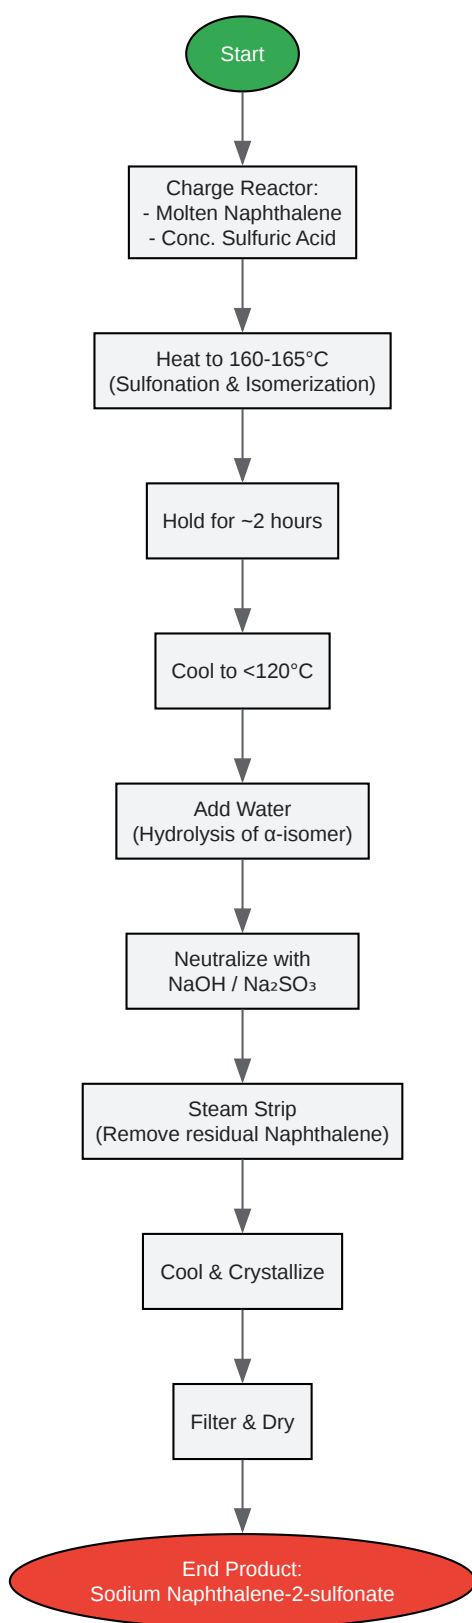 Start
Charge Reactor:
- Molten Naphthalene
- Conc. Sulfuric Acid
Heat to 160-165°C
(Sulfonation & Isomerization)
Hold for ~2 hours
Cool to <120°C
Add Water
(Hydrolysis of α-isomer)
Neutralize with
NaOH / Na₂SO₃
Steam Strip
(Remove residual Naphthalene)
Cool & Crystallize
Filter & Dry
End Product:
Sodium Naphthalene-2-sulfonate